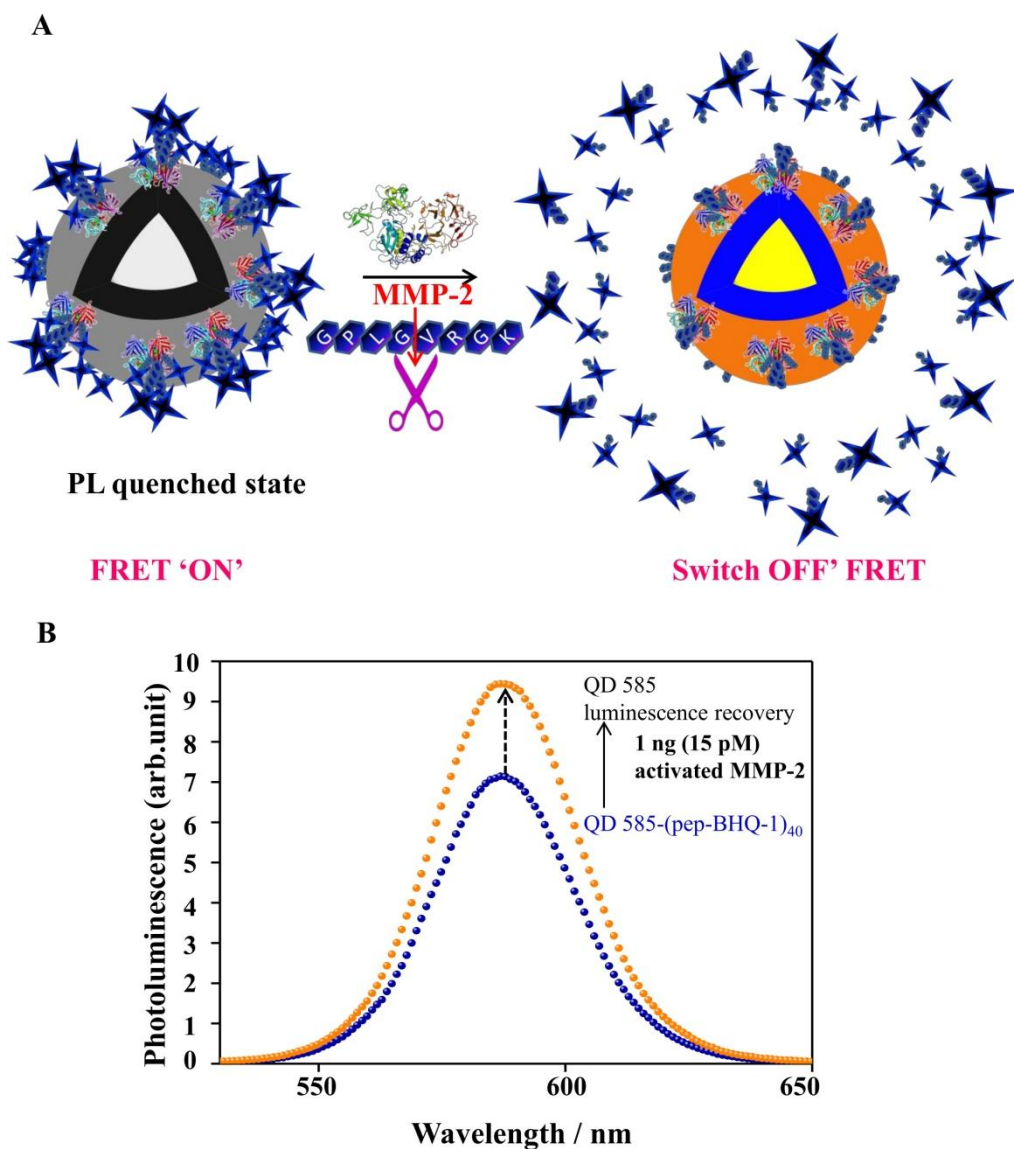 A
MMP-2
G P L G V R G K
PL quenched state
FRET ‘ON’
Switch OFF’ FRET
B
Photoluminescence (arb.unit)
10
9
8
7
6
5
4
3
2
1
0
QD 585
luminescence recovery
1 ng (15 pM)
activated MMP-2
QD 585-(pep-BHQ-1)40
550
600
650
Wavelength / nm